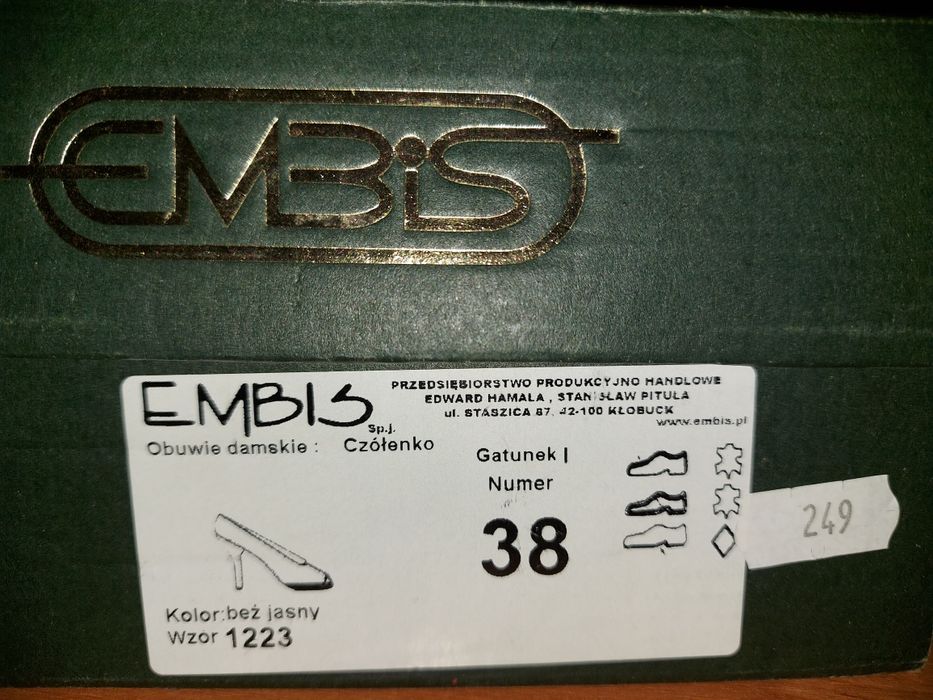 EMBiS
EMBIS
Sp.j.
PRZEDSIĘBIORSTWO PRODUKCYJNO HANDLOWE
EDWARD HAMALA , STANISŁAW PITUŁA
ul. STASZICA 87, 42-100 KŁOBUCK
www.embis.pl
Obuwie damskie : Czółenko
Gatunek I
Numer
38
249
Kolor:beż jasny
Wzor 1223